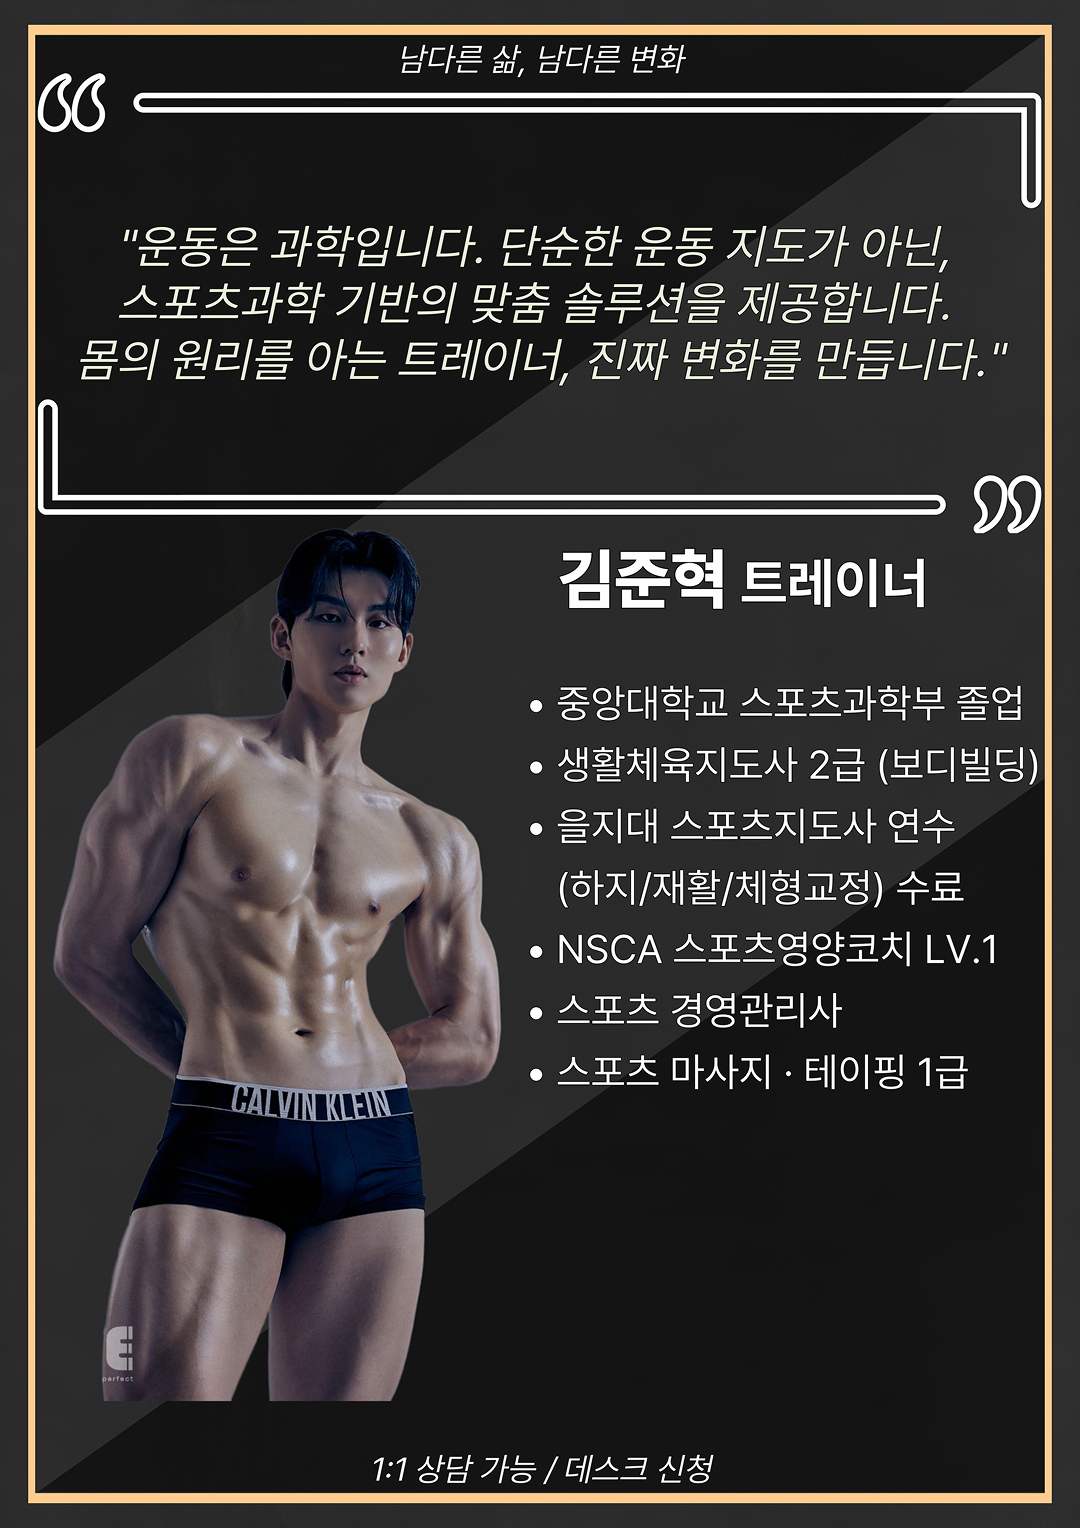 남다른 삶, 남다른 변화
"운동은 과학입니다. 단순한 운동 지도가 아닌,
스포츠과학 기반의 맞춤 솔루션을 제공합니다.
몸의 원리를 아는 트레이너, 진짜 변화를 만듭니다."
김준혁 트레이너
• 중앙대학교 스포츠과학부 졸업
• 생활체육지도사 2급 (보디빌딩)
• 을지대 스포츠지도사 연수
(하지/재활/체형교정) 수료
• NSCA 스포츠영양코치 LV.1
• 스포츠 경영관리사
• 스포츠 마사지 · 테이핑 1급
CALVIN KLEIN
E
perfect
1:1 상담 가능 / 데스크 신청